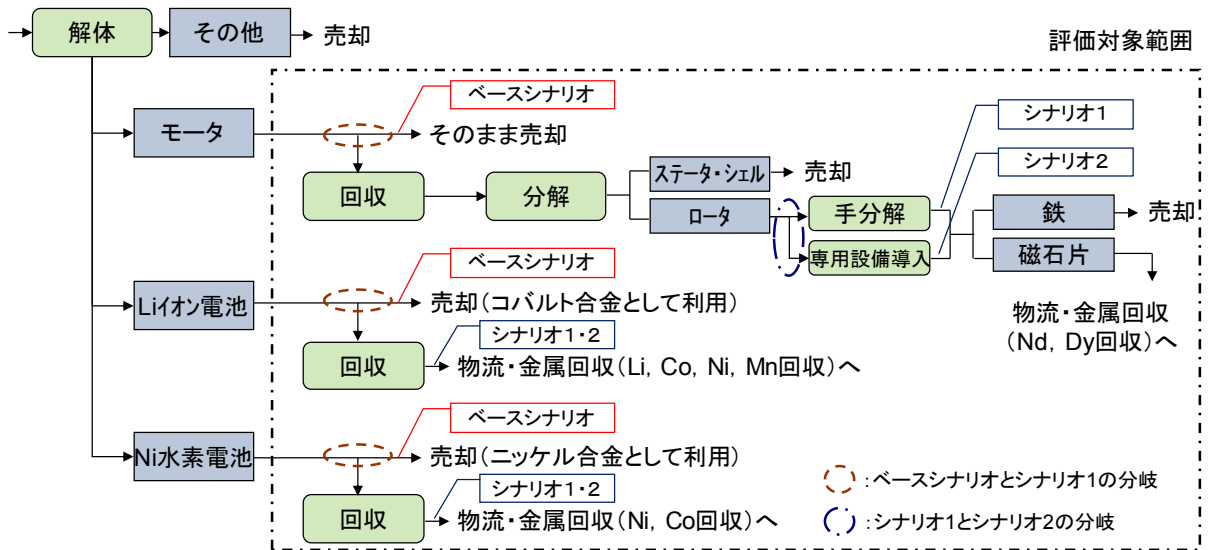 解体
その他
売却
評価対象範囲
ベースシナリオ
モータ
そのまま売却
シナリオ1
シナリオ2
回収
分解
ステータ・シェル
売却
ロータ
手分解
専用設備導入
鉄
売却
磁石片
物流・金属回収
(Nd, Dy回収)へ
ベースシナリオ
Liイオン電池
売却(コバルト合金として利用)
シナリオ1・2
回収
物流・金属回収(Li, Co, Ni, Mn回収)へ
ベースシナリオ
Ni水素電池
売却(ニッケル合金として利用)
シナリオ1・2
回収
物流・金属回収(Ni, Co回収)へ
:ベースシナリオとシナリオ1の分岐
:シナリオ1とシナリオ2の分岐